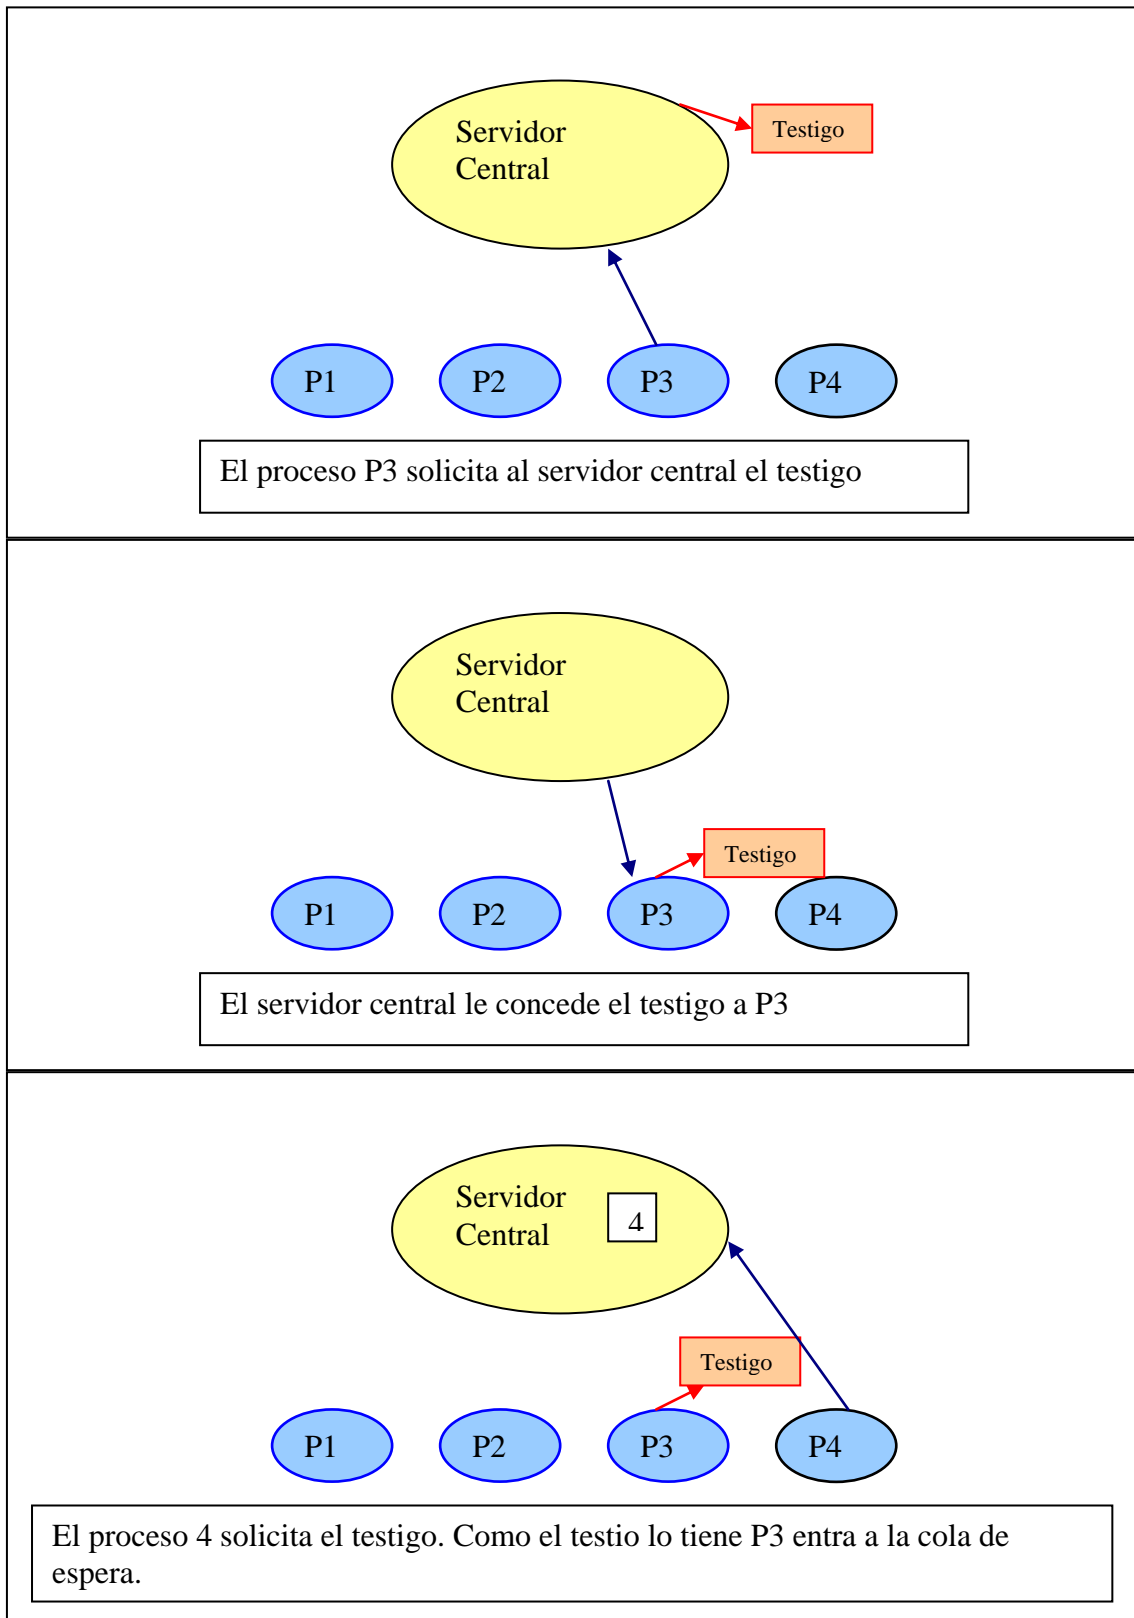 Servidor
Central
Testigo
P1 P2 P3 P4
El proceso P3 solicita al servidor central el testigo
Servidor
Central
Testigo
P1 P2 P3 P4
El servidor central le concede el testigo a P3
Servidor
Central
4
Testigo
P1 P2 P3 P4
El proceso 4 solicita el testigo. Como el testio lo tiene P3 entra a la cola de
espera.